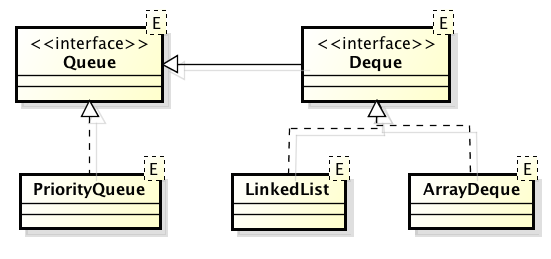 E
<<interface>>
Queue
E
<<interface>>
Deque
E
PriorityQueue
E
LinkedList
E
ArrayDeque